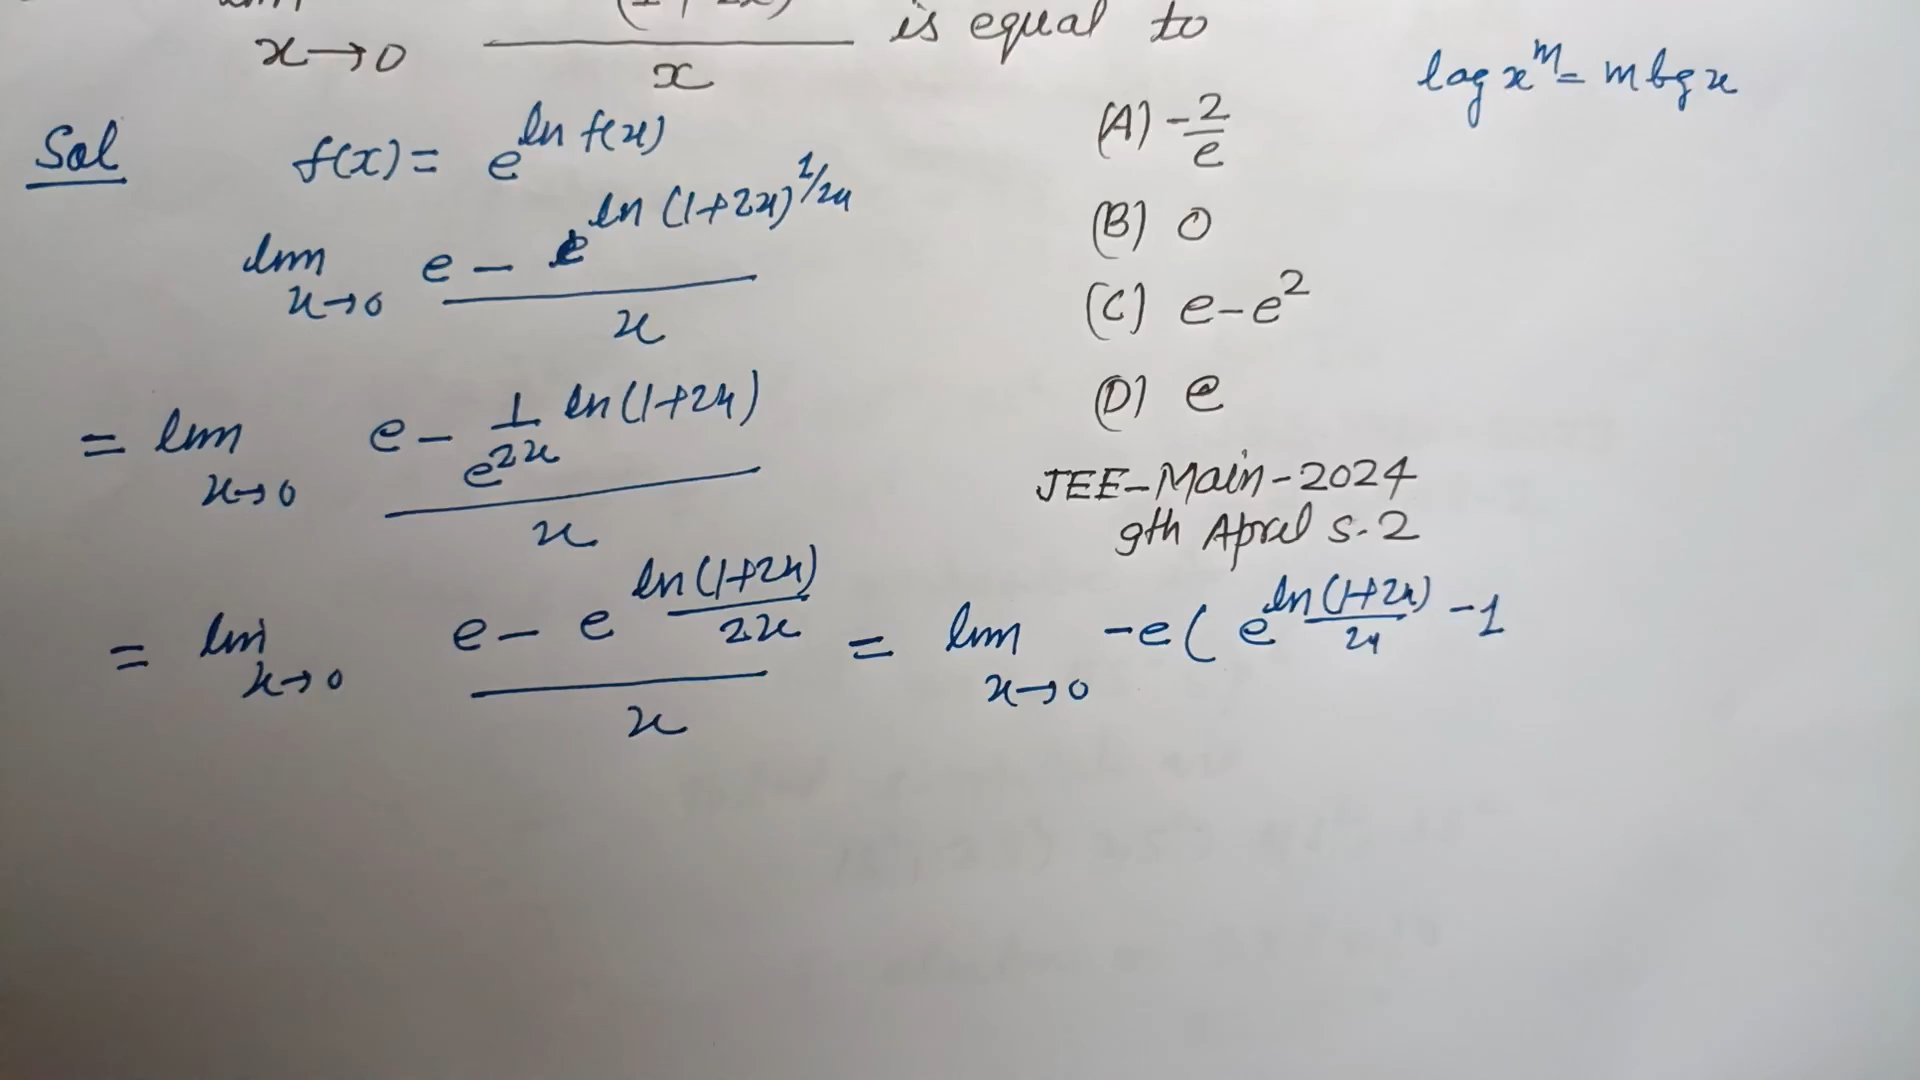 x→0 x is equal to
log x^m = m log x
Sol f(x) = e^ln f(x)
lim x→0 e - e^ln (1+2x)^1/2x / x
= lim x→0 e - e^1/2x ln(1+2x) / x
= lim x→0 e - e^ln(1+2x)/2x / x = lim x→0 -e( e^ln(1+2x)/2x -1
(A) -2/e
(B) 0
(C) e-e^2
(D) e
JEE-Main-2024
9th April S-2